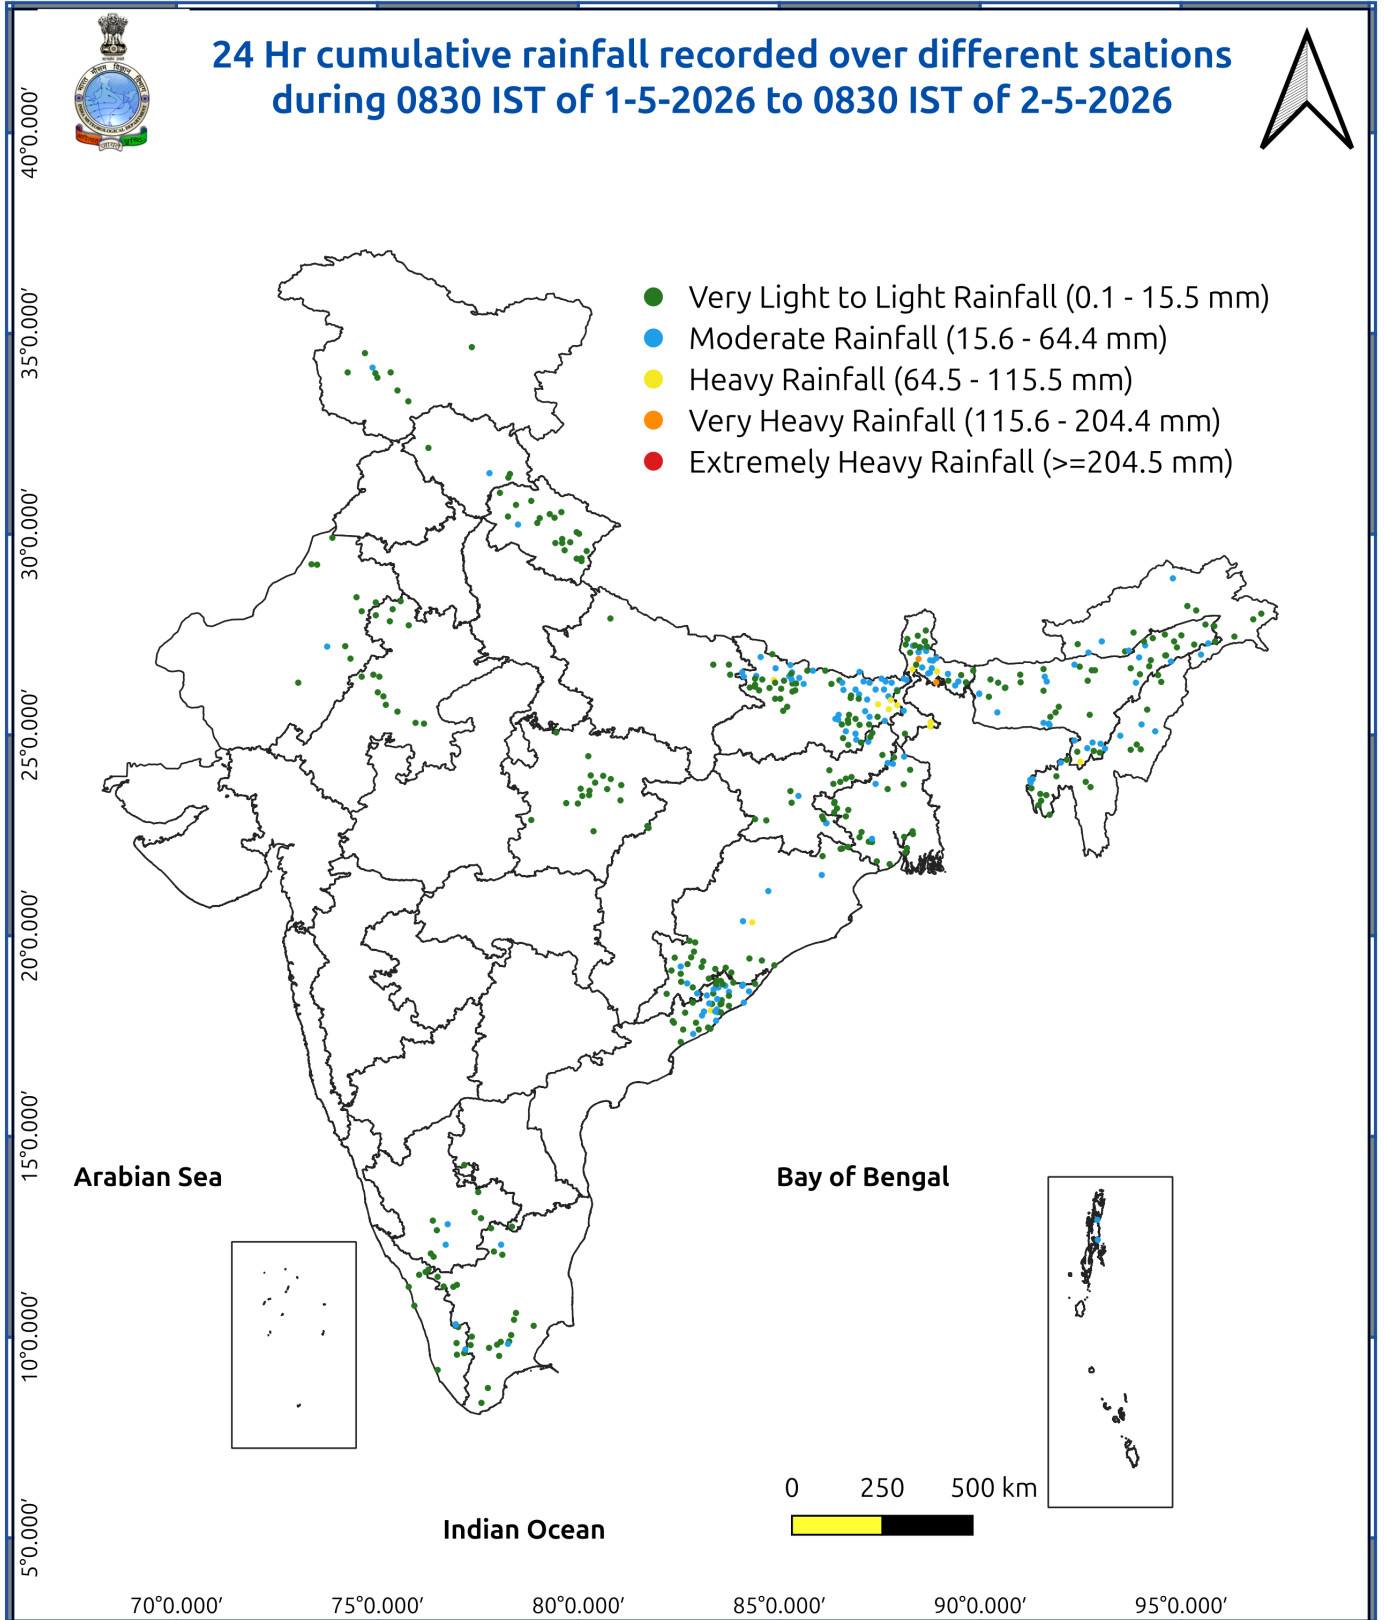 24 Hr cumulative rainfall recorded over different stations
during 0830 IST of 1-5-2026 to 0830 IST of 2-5-2026
40°0.000′
35°0.000′
30°0.000′
25°0.000′
20°0.000′
15°0.000′
10°0.000′
5°0.000′
Very Light to Light Rainfall (0.1 - 15.5 mm)
Moderate Rainfall (15.6 - 64.4 mm)
Heavy Rainfall (64.5 - 115.5 mm)
Very Heavy Rainfall (115.6 - 204.4 mm)
Extremely Heavy Rainfall (>=204.5 mm)
Arabian Sea
Bay of Bengal
Indian Ocean
0 250 500 km
70°0.000′ 75°0.000′ 80°0.000′ 85°0.000′ 90°0.000′ 95°0.000′